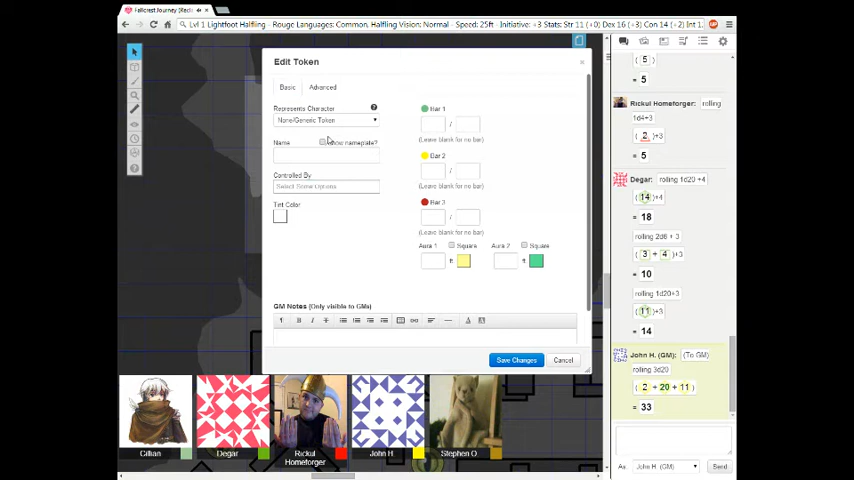 Fallcrest Journey (Redu
Lvl 1 Lightfoot Halfling - Rouge Languages: Common, Halfling Vision: Normal - Speed: 25ft - Initiative: +3 Stats: Str 11 (+0) Dex 16 (+3) Con 14 (+2) Int 1
Edit Token
Basic
Advanced
Represents Character
None/Generic Token
Name
Show nameplate?
Controlled By
Select Some Options
Tint Color
Bar 1
/
(Leave blank for no bar)
Bar 2
/
(Leave blank for no bar)
Bar 3
/
(Leave blank for no bar)
Aura 1
Square
Aura 2
Square
ft.
ft.
GM Notes (Only visible to GMs)
Save Changes
Cancel
Cillian
Degar
Rickul
Homeforger
John H
Stephen O
( 5 )
= 5
Rickul Homeforger: rolling
1d4+3
( 2 )+3
= 5
Degar: rolling 1d20 +4
( 14 )+4
= 18
rolling 2d6 + 3
( 3 + 4 )+3
= 10
rolling 1d20+3
( 11 )+3
= 14
John H. (GM): (To GM)
rolling 3d20
( 2 + 20 + 11 )
= 33
As:
John H. (GM)
Send